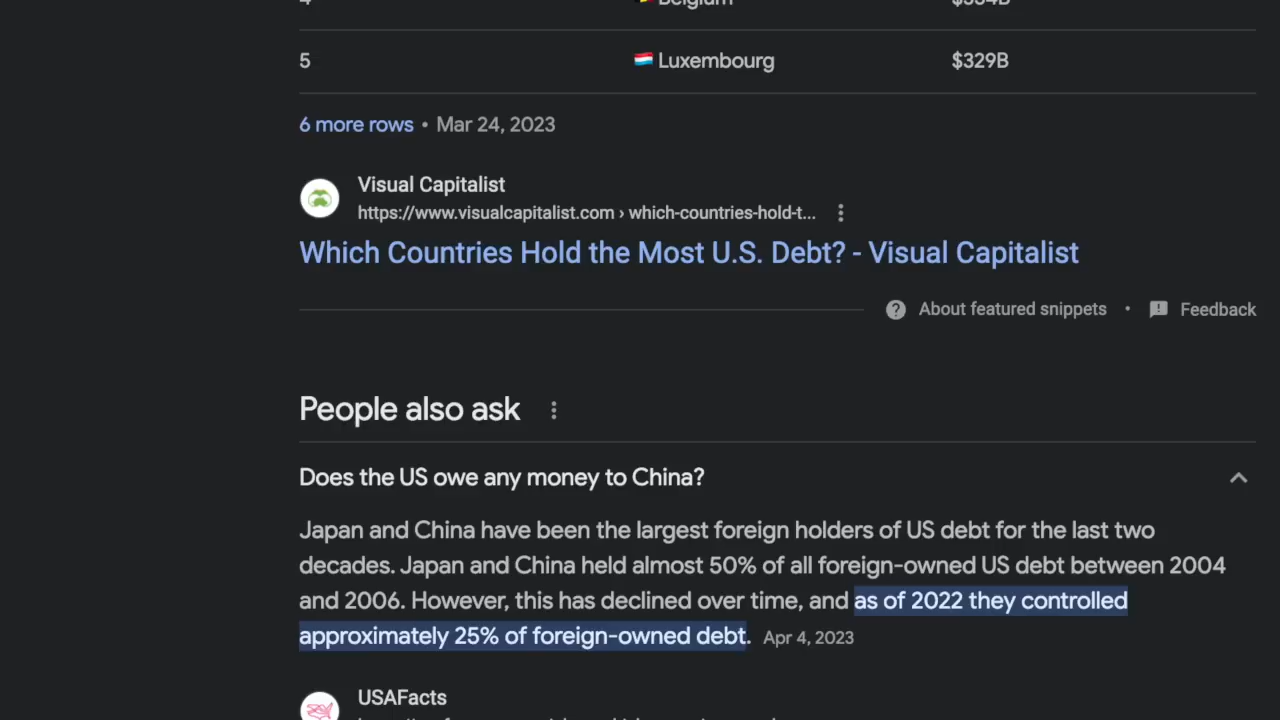 4 Belgium $354B
5 Luxembourg $329B
6 more rows • Mar 24, 2023
Visual Capitalist
https://www.visualcapitalist.com › which-countries-hold-t...
Which Countries Hold the Most U.S. Debt? - Visual Capitalist
About featured snippets • Feedback
People also ask
Does the US owe any money to China?
Japan and China have been the largest foreign holders of US debt for the last two
decades. Japan and China held almost 50% of all foreign-owned US debt between 2004
and 2006. However, this has declined over time, and as of 2022 they controlled
approximately 25% of foreign-owned debt. Apr 4, 2023
USAFacts